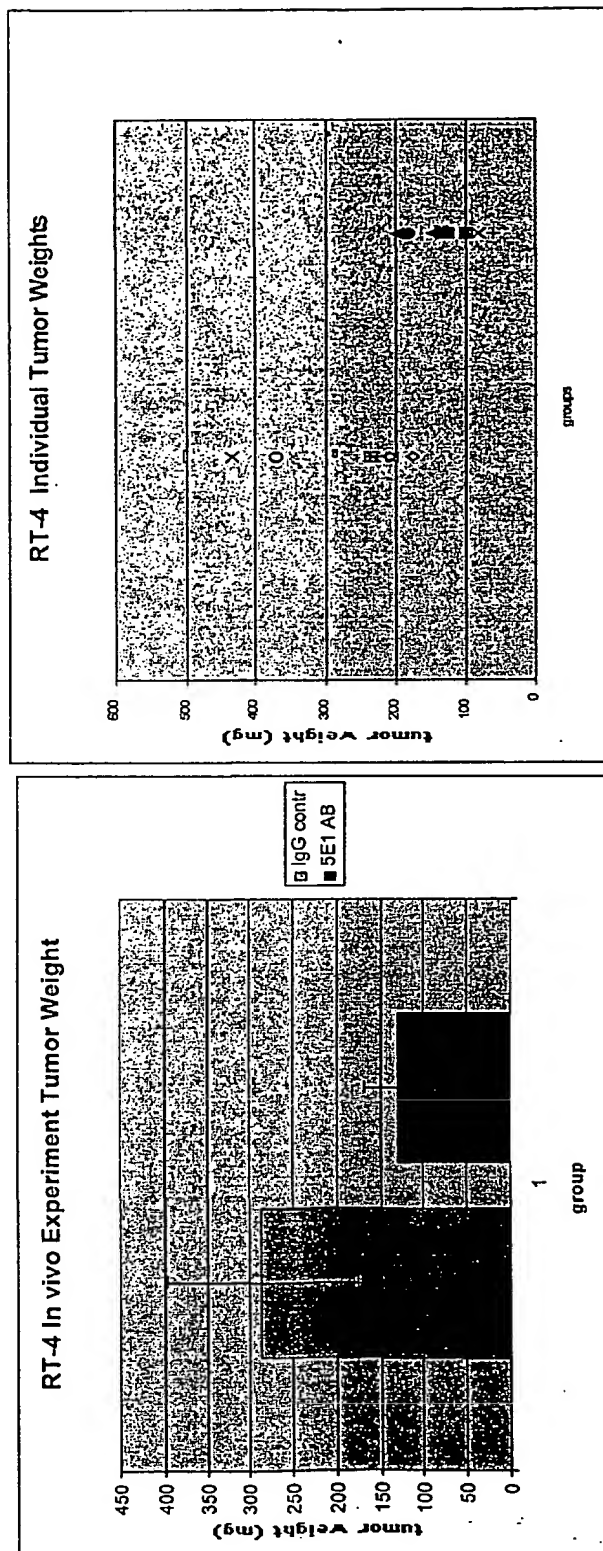 RT-4 In vivo Experiment Tumor Weight
tumor weight (mg)
450
400
350
300
250
200
150
100
50
0
1
group
IgG contr
5E1 AB
RT-4 Individual Tumor Weights
tumor weight (mg)
600
500
400
300
200
100
0
groups